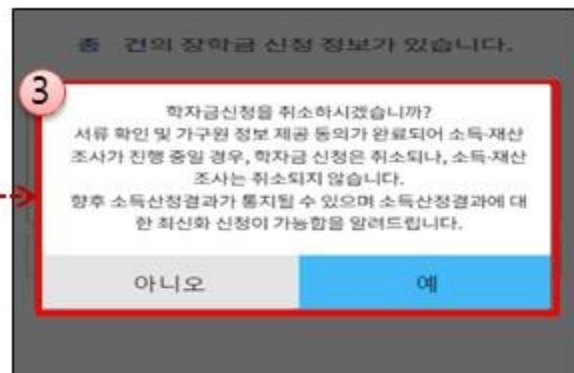 총 건의 장학금 신청 정보가 있습니다.
3
학자금신청을 취소하시겠습니까?
서류 확인 및 가구원 정보 제공 동의가 완료되어 소득·재산
조사가 진행 중일 경우, 학자금 신청은 취소되나, 소득·재산
조사는 취소되지 않습니다.
향후 소득산정결과가 통지될 수 있으며 소득산정결과에 대
한 최신화 신청이 가능함을 알려드립니다.
아니오 예